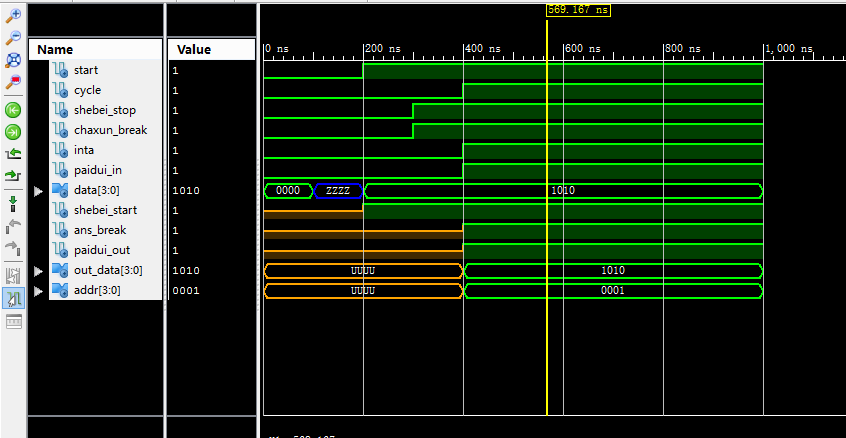 569.167 ns
Name Value
0 ns 200 ns 400 ns 600 ns 800 ns 1,000 ns
start 1
cycle 1
shebei_stop 1
chaxun_break 1
inta 1
paidui_in 1
data[3:0] 1010 0000 ZZZZ 1010
shebei_start 1
ans_break 1
paidui_out 1
out_data[3:0] 1010 UUUU 1010
addr[3:0] 0001 UUUU 0001